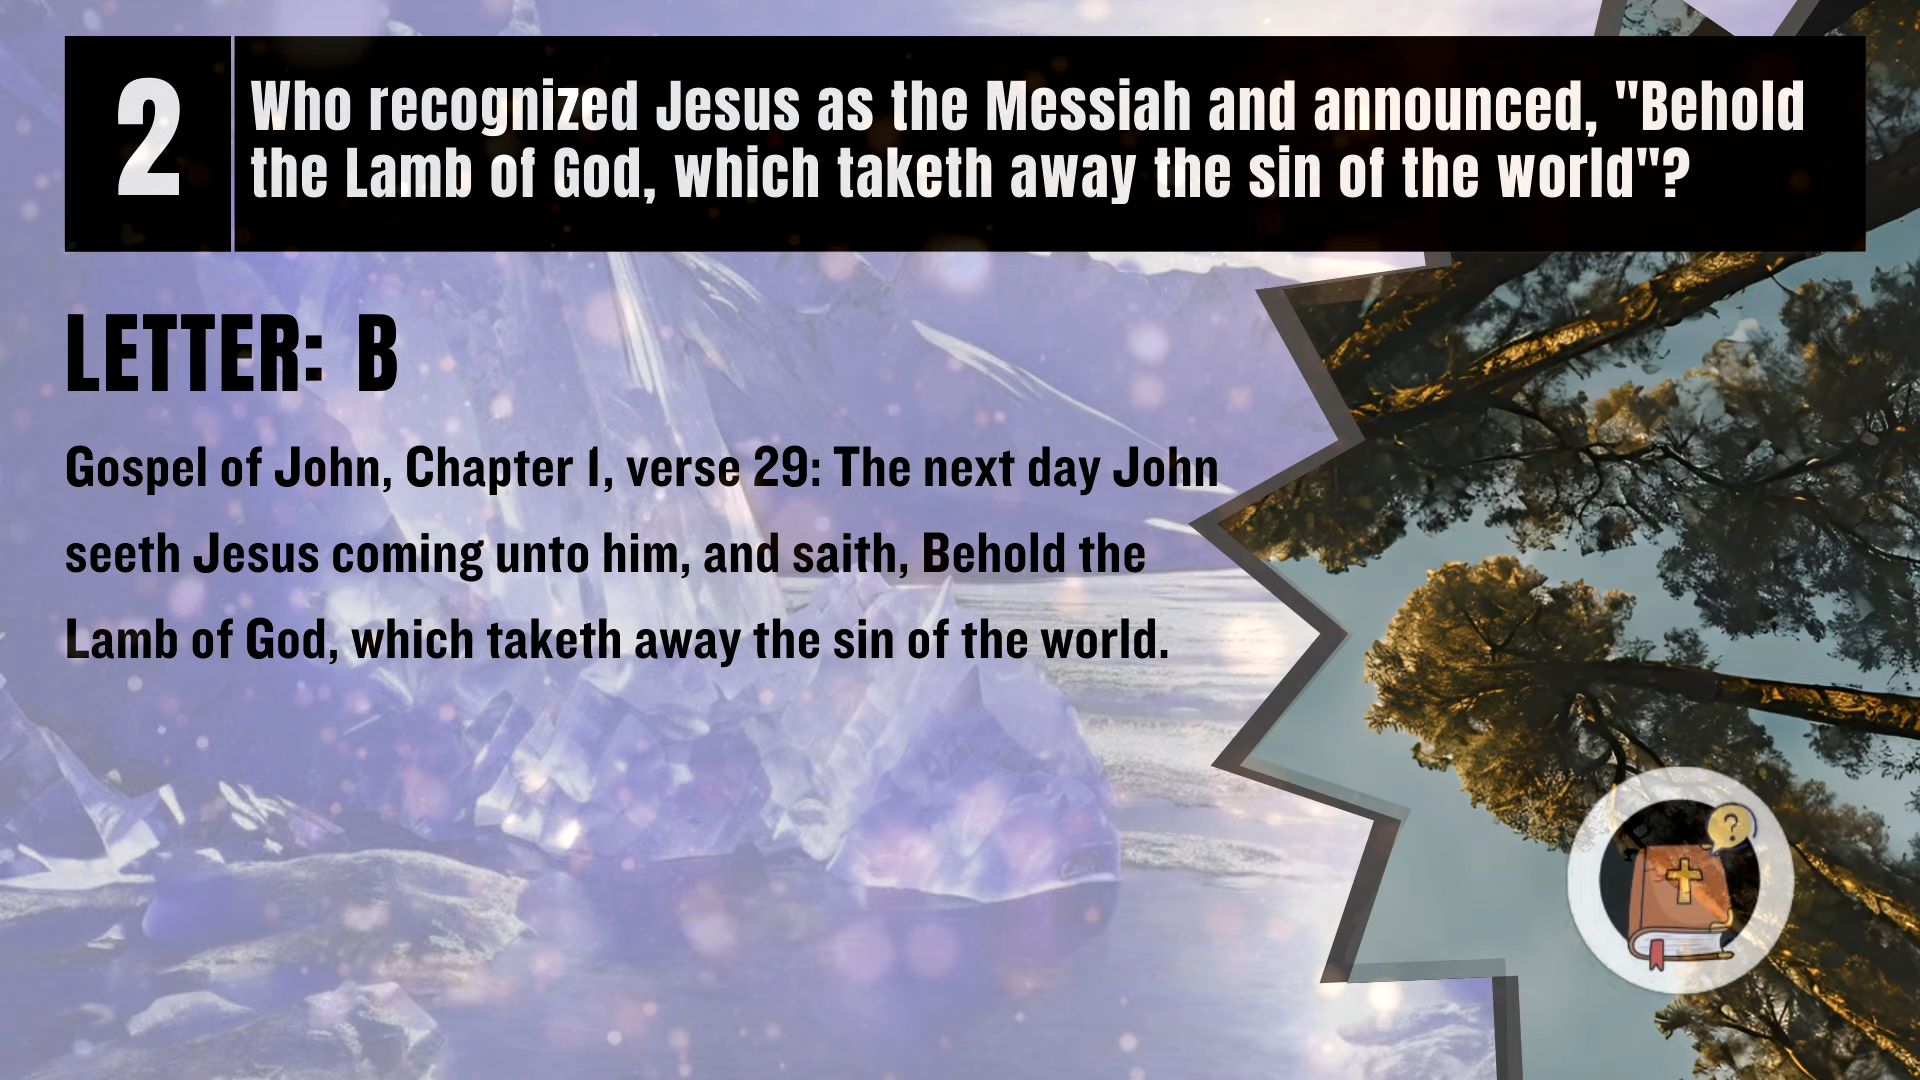 2
Who recognized Jesus as the Messiah and announced, "Behold
the Lamb of God, which taketh away the sin of the world"?
LETTER: B
Gospel of John, Chapter 1, verse 29: The next day John
seeth Jesus coming unto him, and saith, Behold the
Lamb of God, which taketh away the sin of the world.
?